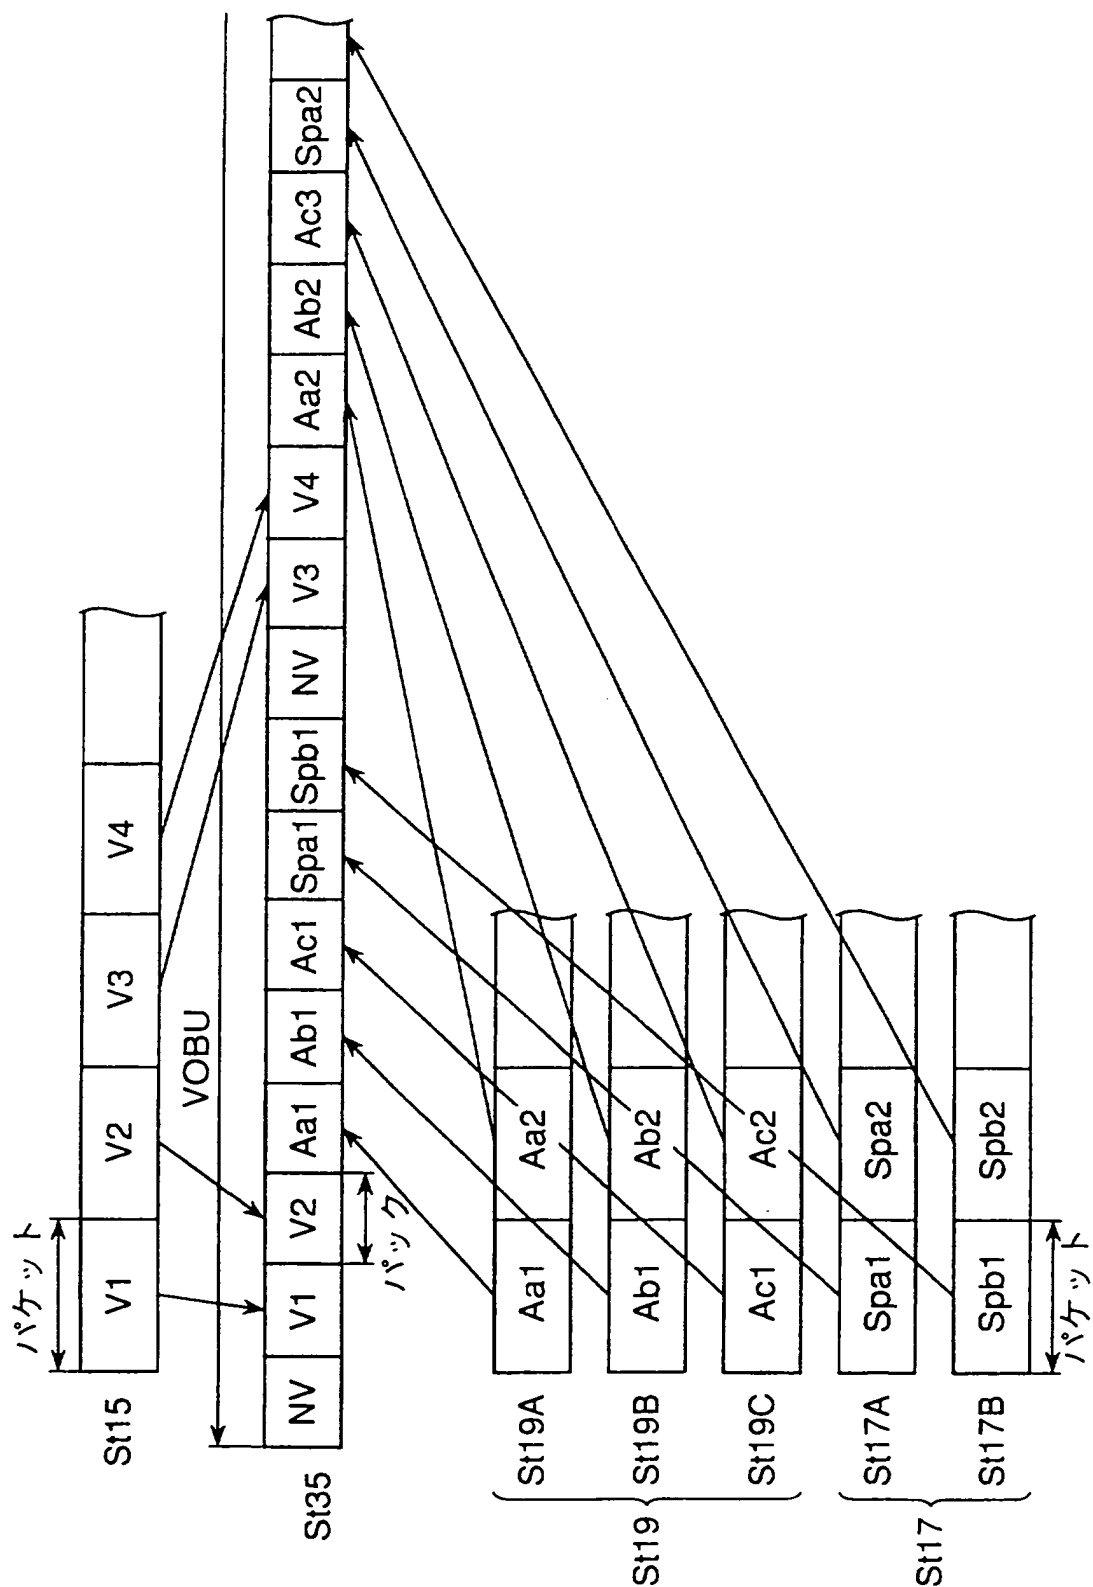 パケット
St15 V1 V2 V3 V4
VOBU
St35 NV V1 V2 Aa1 Ab1 Ac1 Spa1 Spb1 NV V3 V4 Aa2 Ab2 Ac3 Spa2
パック
St19
St19A Aa1 Aa2
St19B Ab1 Ab2
St19C Ac1 Ac2
St17
St17A Spa1 Spa2
St17B Spb1 Spb2
パケット